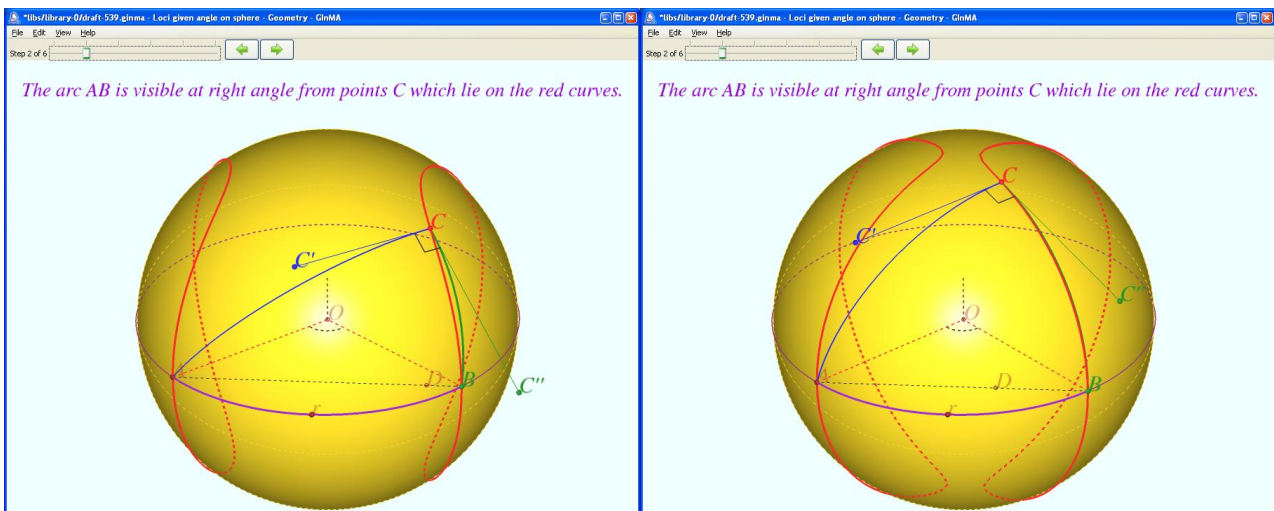 *libs/library-0/draft-539.ginma - Loci given angle on sphere - Geometry - GInMA
File Edit View Help
Step 2 of 6
The arc AB is visible at right angle from points C which lie on the red curves.
C
C'
O
A
D
B
C''
r
*libs/library-0/draft-539.ginma - Loci given angle on sphere - Geometry - GInMA
File Edit View Help
Step 2 of 6
The arc AB is visible at right angle from points C which lie on the red curves.
C
C'
C''
O
A
D
B
r